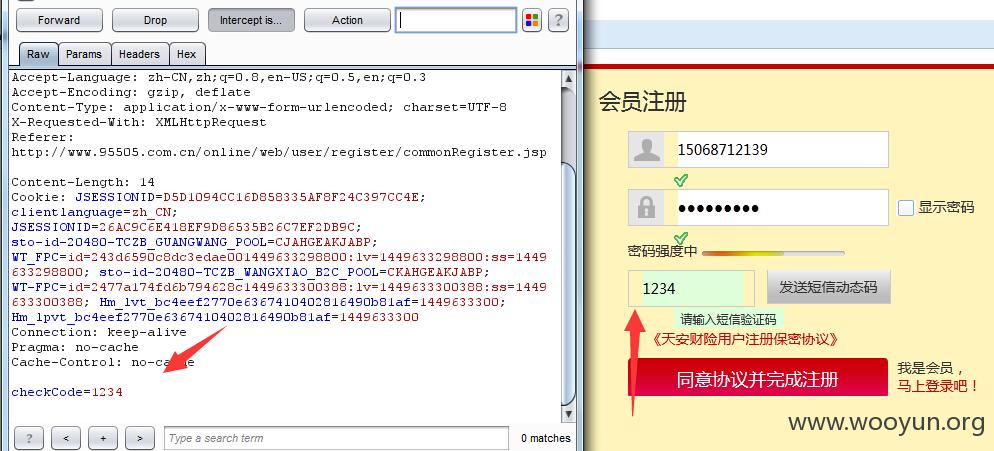 Forward Drop Intercept is... Action ?
Raw Params Headers Hex
Accept-Language: zh-CN,zh;q=0.8,en-US;q=0.5,en;q=0.3
Accept-Encoding: gzip, deflate
Content-Type: application/x-www-form-urlencoded; charset=UTF-8
X-Requested-With: XMLHttpRequest
Referer:
http://www.95505.com.cn/online/web/user/register/commonRegister.jsp
Content-Length: 14
Cookie: JSESSIONID=D5D1094CC16D858335AF8F24C397CC4E;
clientlanguage=zh_CN;
JSESSIONID=26AC9C6E418EF9D86535B26C7EF2DB9C;
sto-id-20480-TCZB_GUANGWANG_POOL=CJAHGEAKJABP;
WT_FPC=id=243d6590c8dc3edae001449633298800:lv=1449633298800:ss=1449
633298800; sto-id-20480-TCZB_WANGXIAO_B2C_POOL=CKAHGEAKJABP;
WT-FPC=id=2477a174fd6b794628c1449633300388:lv=1449633300388:ss=1449
633300388; Hm_lvt_bc4eef2770e6367410402816490b81af=1449633300;
Hm_lpvt_bc4eef2770e6367410402816490b81af=1449633300
Connection: keep-alive
Pragma: no-cache
Cache-Control: no-cache
checkCode=1234
? < + > Type a search term 0 matches
会员注册
15068712139
显示密码
密码强度中
1234 发送短信动态码
请输入短信验证码
《天安财险用户注册保密协议》
同意协议并完成注册
我是会员，
马上登录吧！
www.wooyun.org